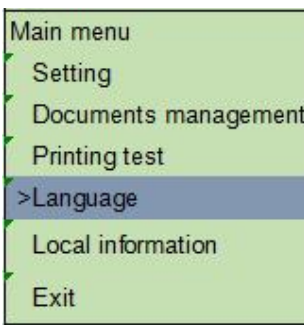 Main menu
Setting
Documents management
Printing test
>Language
Local information
Exit